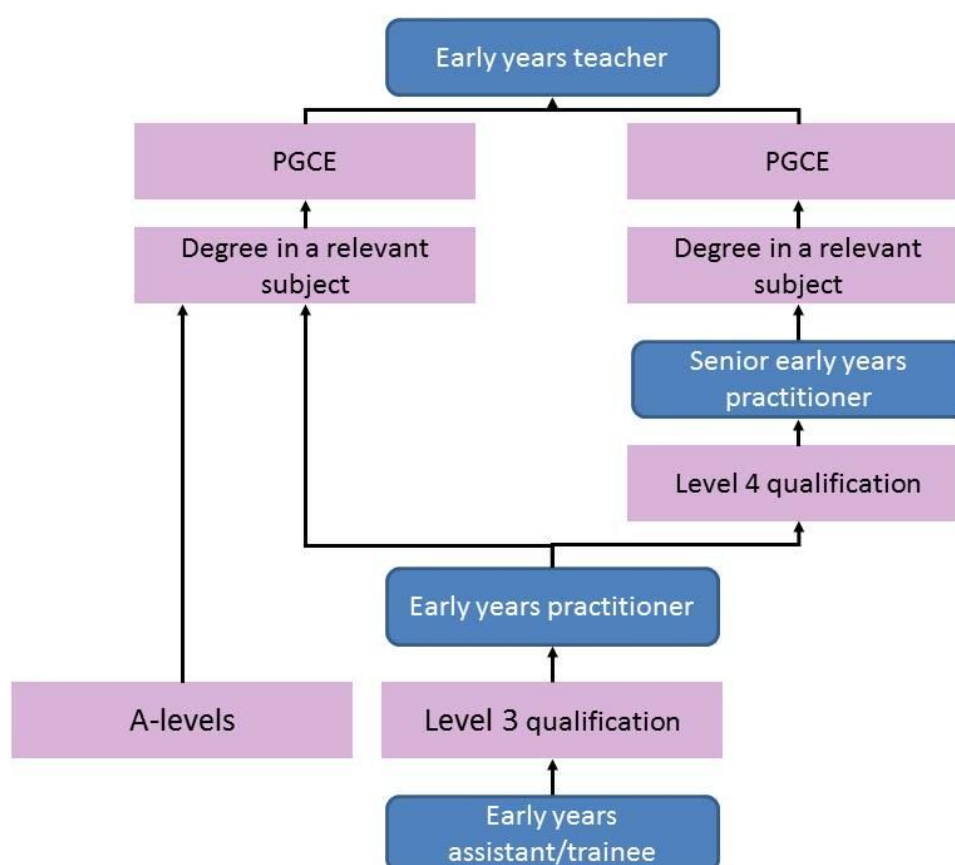 Early years teacher
PGCE
PGCE
Degree in a relevant
subject
Degree in a relevant
subject
Senior early years
practitioner
Level 4 qualification
Early years practitioner
A-levels
Level 3 qualification
Early years
assistant/trainee